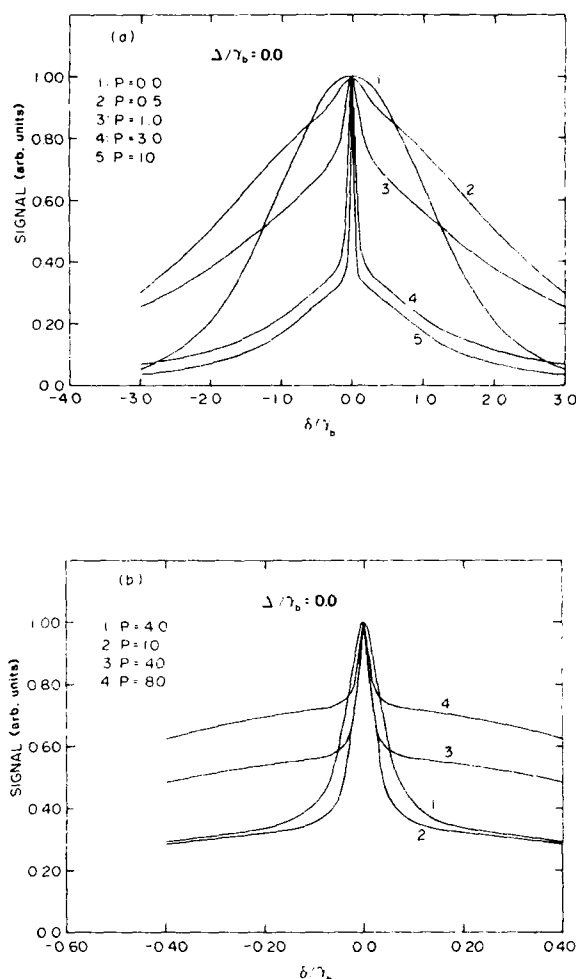 (a)
Δ/γb = 0.0
1: P = 0.0
2 P = 0.5
3: P = 1.0
4: P = 3.0
5 P = 10
SIGNAL (arb. units)
1.00
0.80
0.60
0.40
0.20
0.0
1
2
3
4
5
-4.0 -3.0 -2.0 -1.0 0.0 1.0 2.0 3.0
δ/γb
(b)
Δ/γb = 0.0
1 P = 4.0
2 P = 10
3 P = 40
4 P = 80
SIGNAL (arb. units)
1.00
0.80
0.60
0.40
0.20
0.0
4
3
1
2
-0.60 -0.40 -0.20 0.0 0.20 0.40
δ/γb